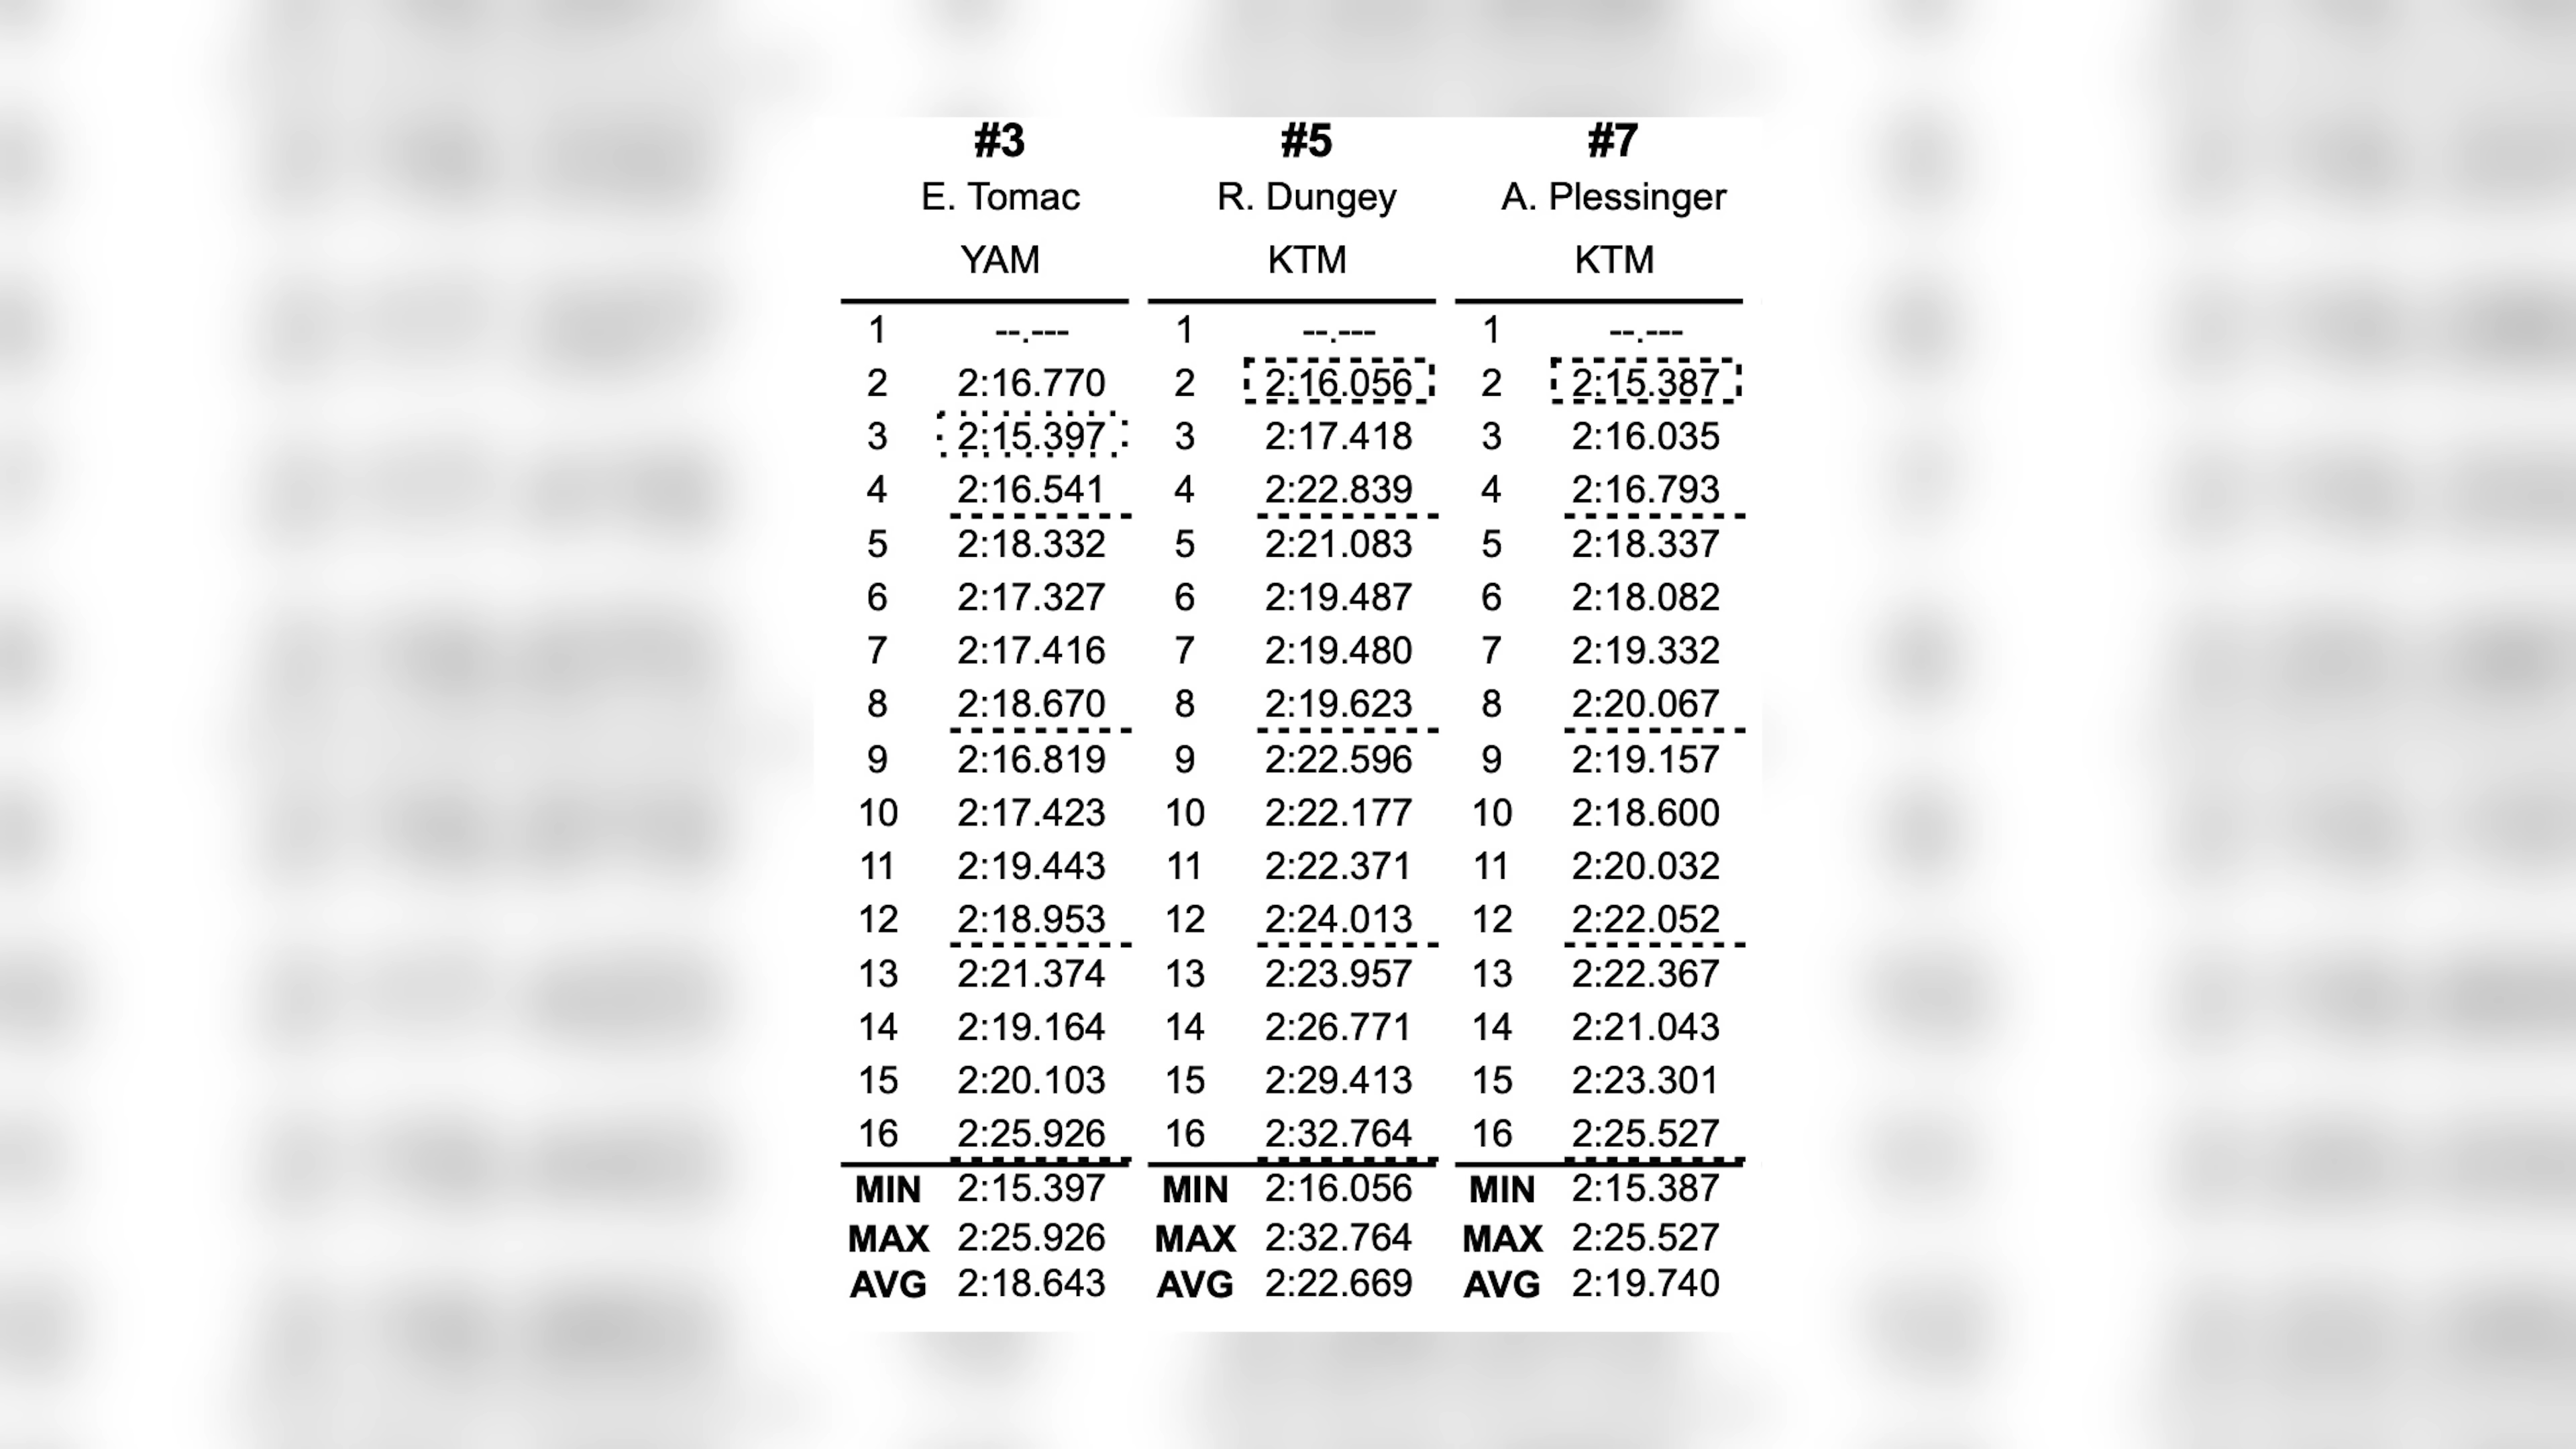 #3 #5 #7
E. Tomac R. Dungey A. Plessinger
YAM KTM KTM
1 --.--- 1 --.--- 1 --.---
2 2:16.770 2 2:16.056 2 2:15.387
3 2:15.397 3 2:17.418 3 2:16.035
4 2:16.541 4 2:22.839 4 2:16.793
5 2:18.332 5 2:21.083 5 2:18.337
6 2:17.327 6 2:19.487 6 2:18.082
7 2:17.416 7 2:19.480 7 2:19.332
8 2:18.670 8 2:19.623 8 2:20.067
9 2:16.819 9 2:22.596 9 2:19.157
10 2:17.423 10 2:22.177 10 2:18.600
11 2:19.443 11 2:22.371 11 2:20.032
12 2:18.953 12 2:24.013 12 2:22.052
13 2:21.374 13 2:23.957 13 2:22.367
14 2:19.164 14 2:26.771 14 2:21.043
15 2:20.103 15 2:29.413 15 2:23.301
16 2:25.926 16 2:32.764 16 2:25.527
MIN 2:15.397 MIN 2:16.056 MIN 2:15.387
MAX 2:25.926 MAX 2:32.764 MAX 2:25.527
AVG 2:18.643 AVG 2:22.669 AVG 2:19.740